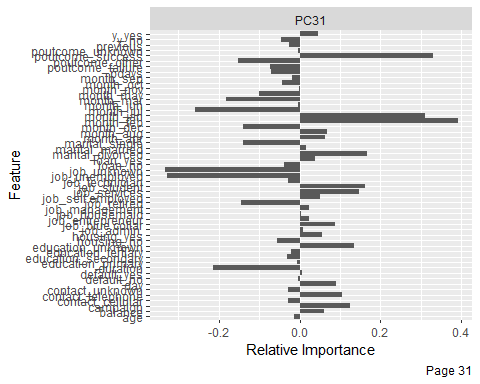 PC31
y_yes
y_no
previous
poutcome_unknown
poutcome_success
poutcome_other
poutcome_failure
pdays
month_sep
month_oct
month_nov
month_may
month_mar
month_jun
month_jul
month_jan
month_feb
month_dec
month_aug
month_apr
marital_single
marital_married
marital_divorced
loan_yes
loan_no
job_unknown
job_unemployed
job_technician
job_student
job_services
job_self.employed
job_retired
job_management
job_housemaid
job_entrepreneur
job_blue.collar
job_admin.
housing_yes
housing_no
education_unknown
education_tertiary
education_secondary
education_primary
duration
default_yes
default_no
day
contact_unknown
contact_telephone
contact_cellular
campaign
balance
age
Feature
-0.2 0.0 0.2 0.4
Relative Importance
Page 31